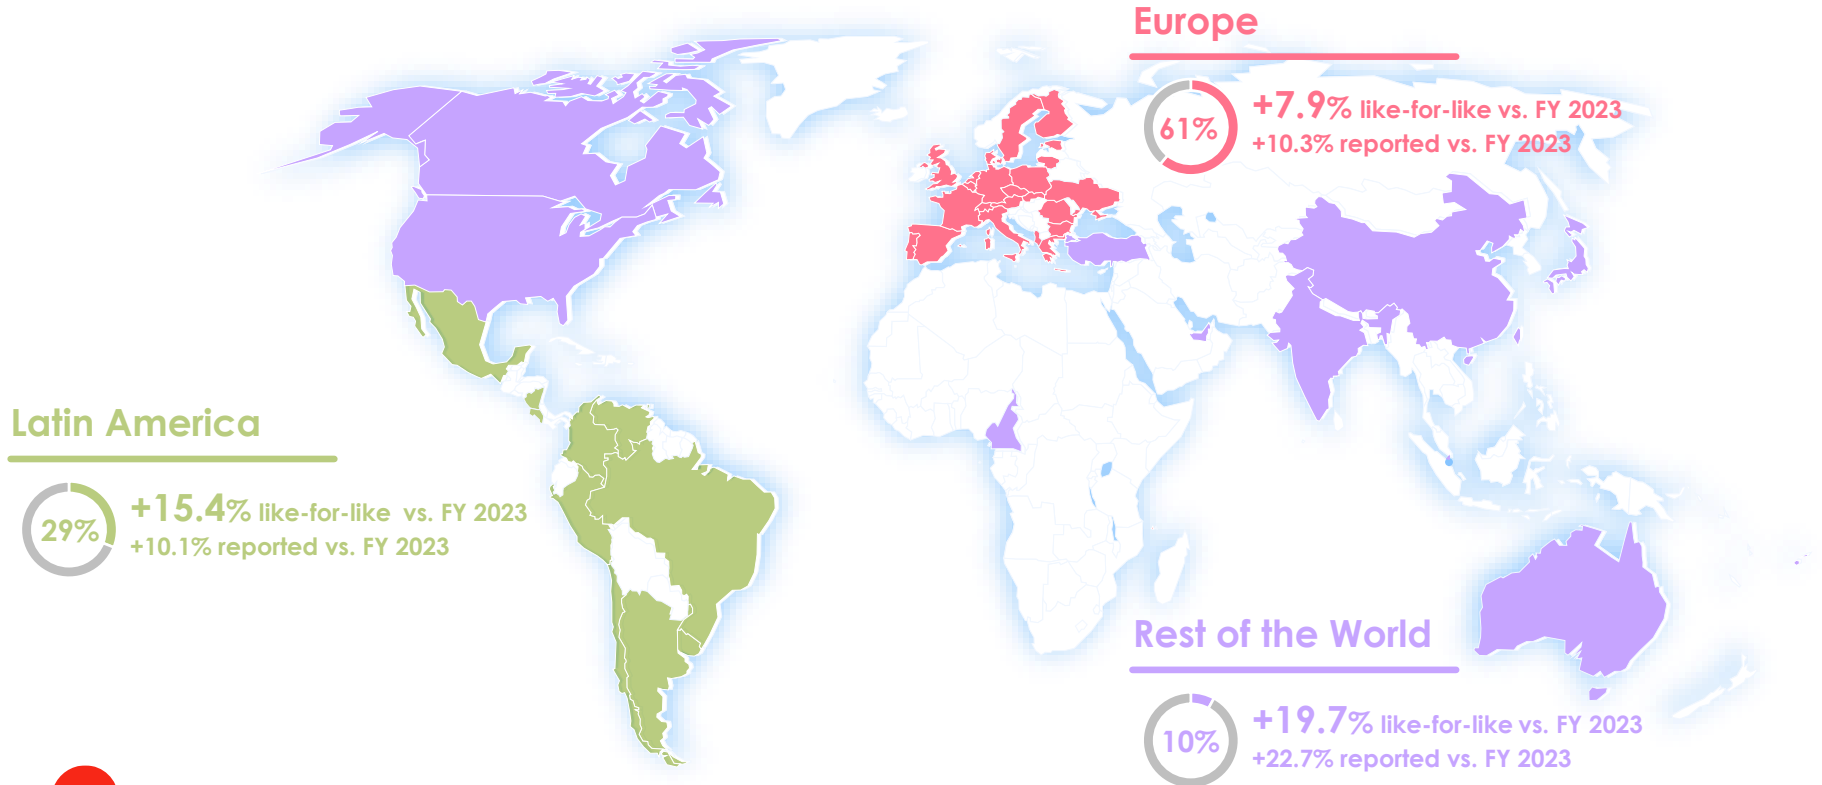 Europe
61%
+7.9% like-for-like vs. FY 2023
+10.3% reported vs. FY 2023
Latin America
29%
+15.4% like-for-like vs. FY 2023
+10.1% reported vs. FY 2023
Rest of the World
10%
+19.7% like-for-like vs. FY 2023
+22.7% reported vs. FY 2023